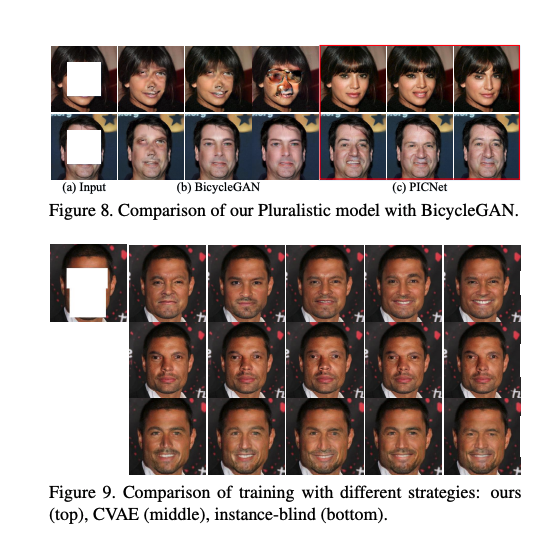 (a) Input (b) BicycleGAN (c) PICNet
Figure 8. Comparison of our Pluralistic model with BicycleGAN.
Figure 9. Comparison of training with different strategies: ours
(top), CVAE (middle), instance-blind (bottom).